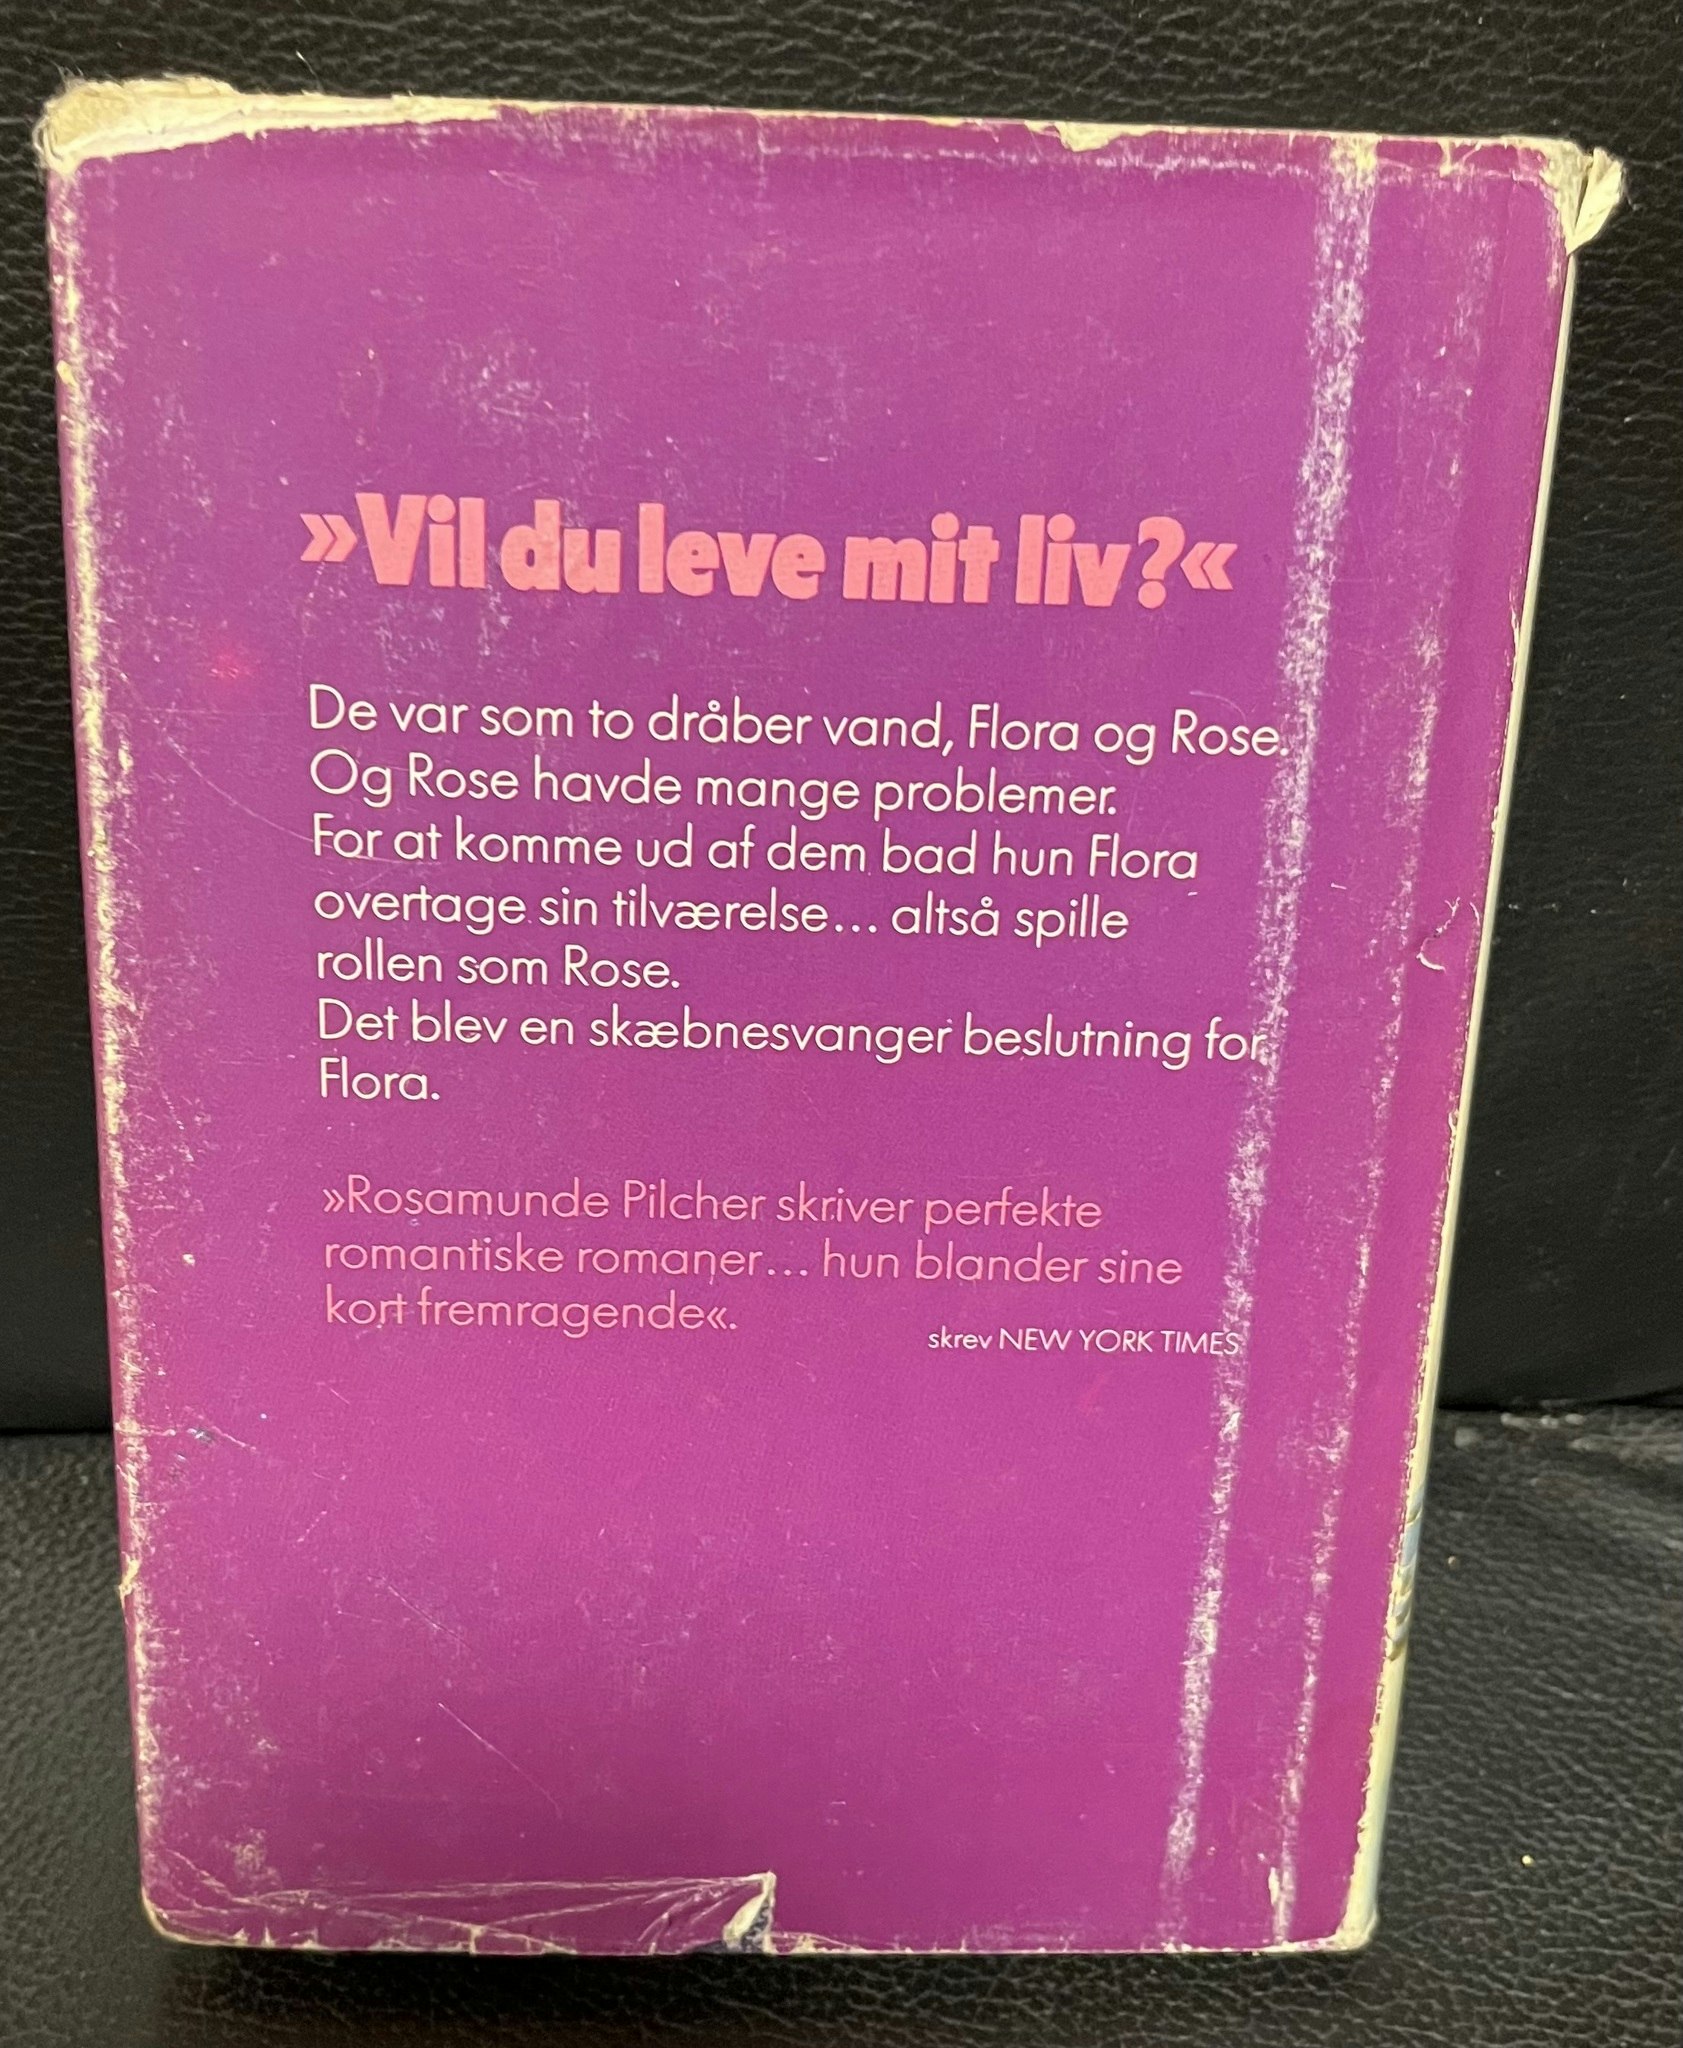 »Vil du leve mit liv?«
De var som to dråber vand, Flora og Rose.
Og Rose havde mange problemer.
For at komme ud af dem bad hun Flora
overtage sin tilværelse... altså spille
rollen som Rose.
Det blev en skæbnesvanger beslutning for
Flora.
»Rosamunde Pilcher skriver perfekte
romantiske romaner... hun blander sine
kort fremragende«.
skrev NEW YORK TIMES